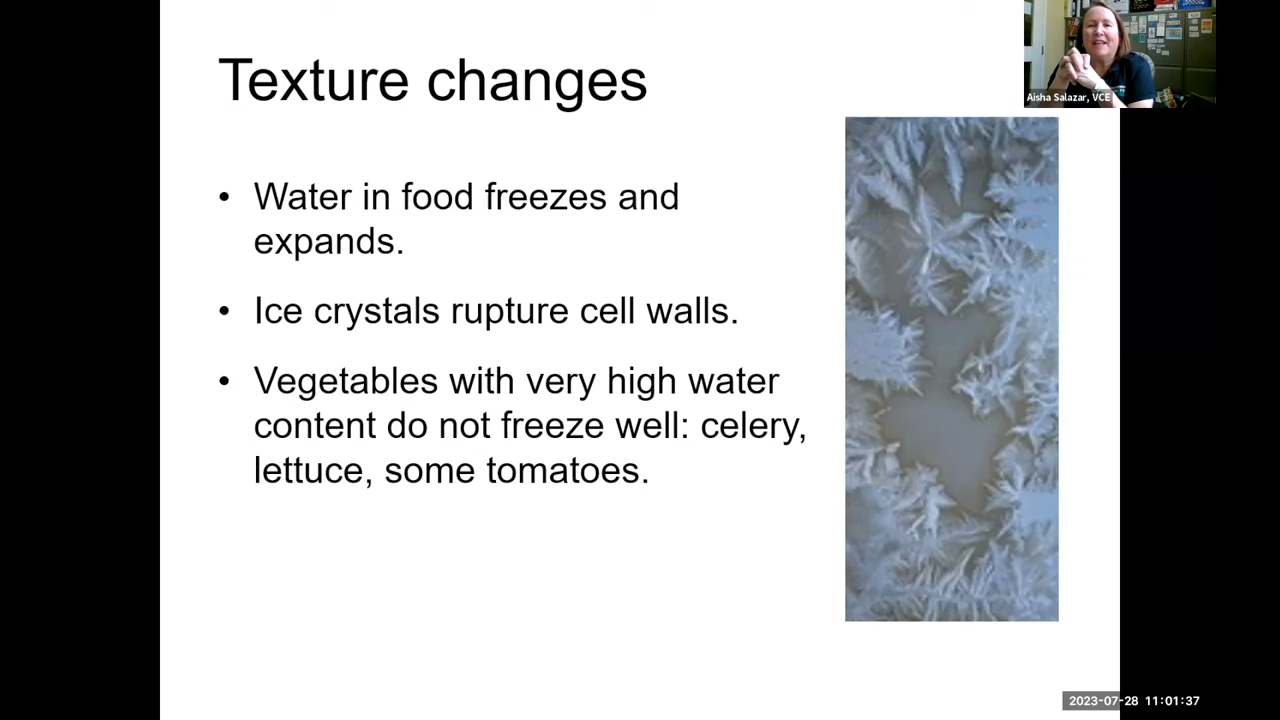 Texture changes
Aisha Salazar, VCE
• Water in food freezes and
expands.
• Ice crystals rupture cell walls.
• Vegetables with very high water
content do not freeze well: celery,
lettuce, some tomatoes.
2023-07-28 11:01:37